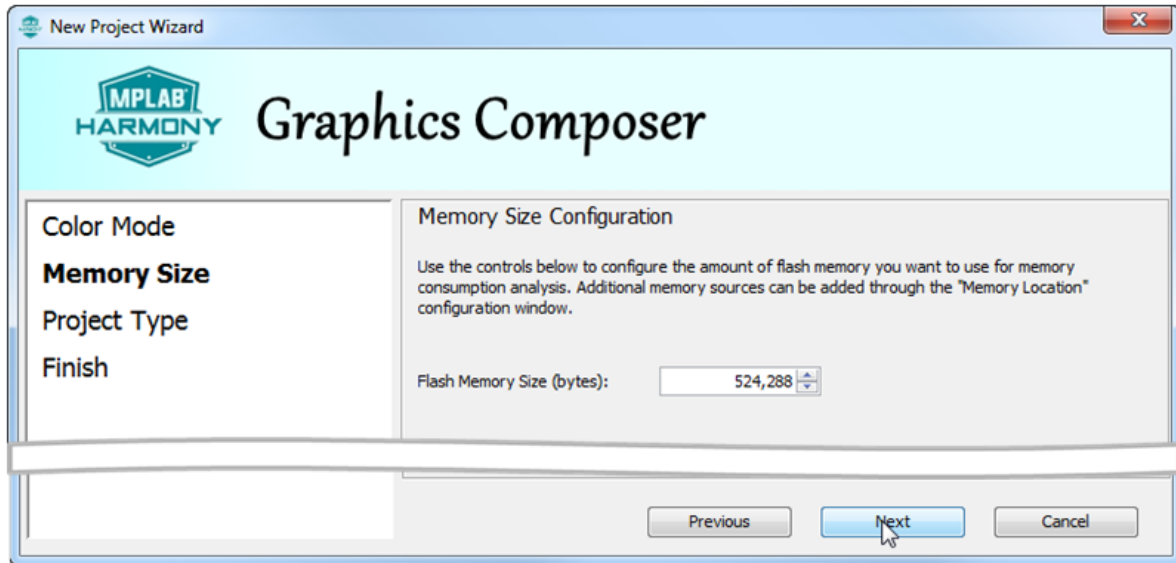 New Project Wizard
MPLAB
HARMONY
Graphics Composer
Color Mode
Memory Size
Project Type
Finish
Memory Size Configuration
Use the controls below to configure the amount of flash memory you want to use for memory
consumption analysis. Additional memory sources can be added through the "Memory Location"
configuration window.
Flash Memory Size (bytes): 524,288
Previous Next Cancel